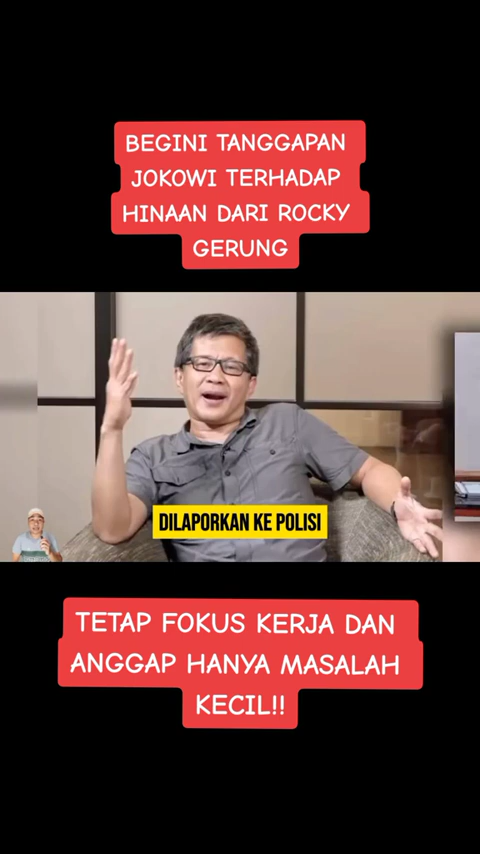 BEGINI TANGGAPAN
JOKOWI TERHADAP
HINAAN DARI ROCKY
GERUNG
DILAPORKAN KE POLISI
TETAP FOKUS KERJA DAN
ANGGAP HANYA MASALAH
KECIL!!